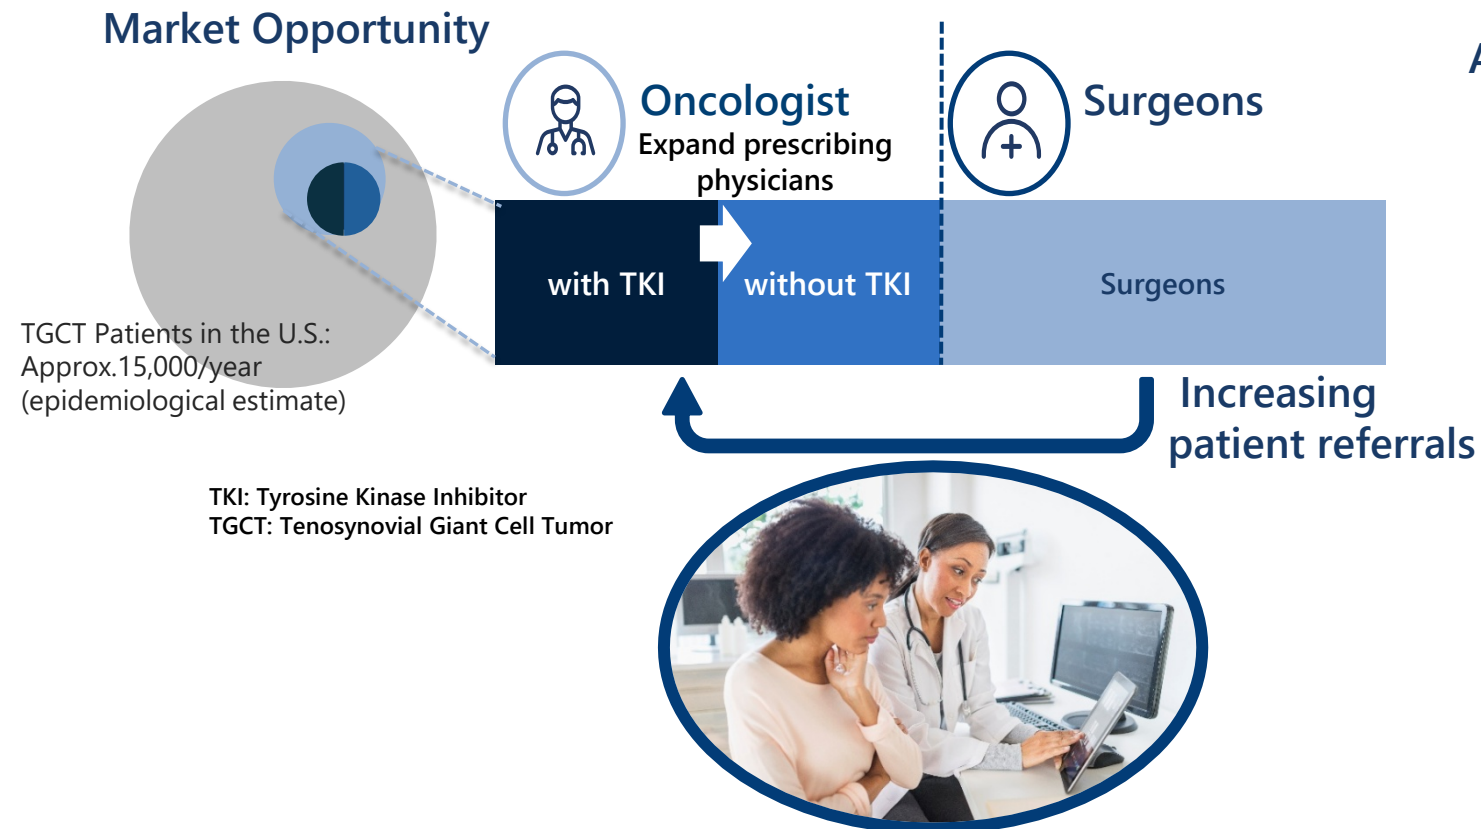 Market Opportunity
A
Oncologist
Expand prescribing
physicians
Surgeons
with TKI
without TKI
Surgeons
TGCT Patients in the U.S.:
Approx.15,000/year
(epidemiological estimate)
Increasing
patient referrals
TKI: Tyrosine Kinase Inhibitor
TGCT: Tenosynovial Giant Cell Tumor